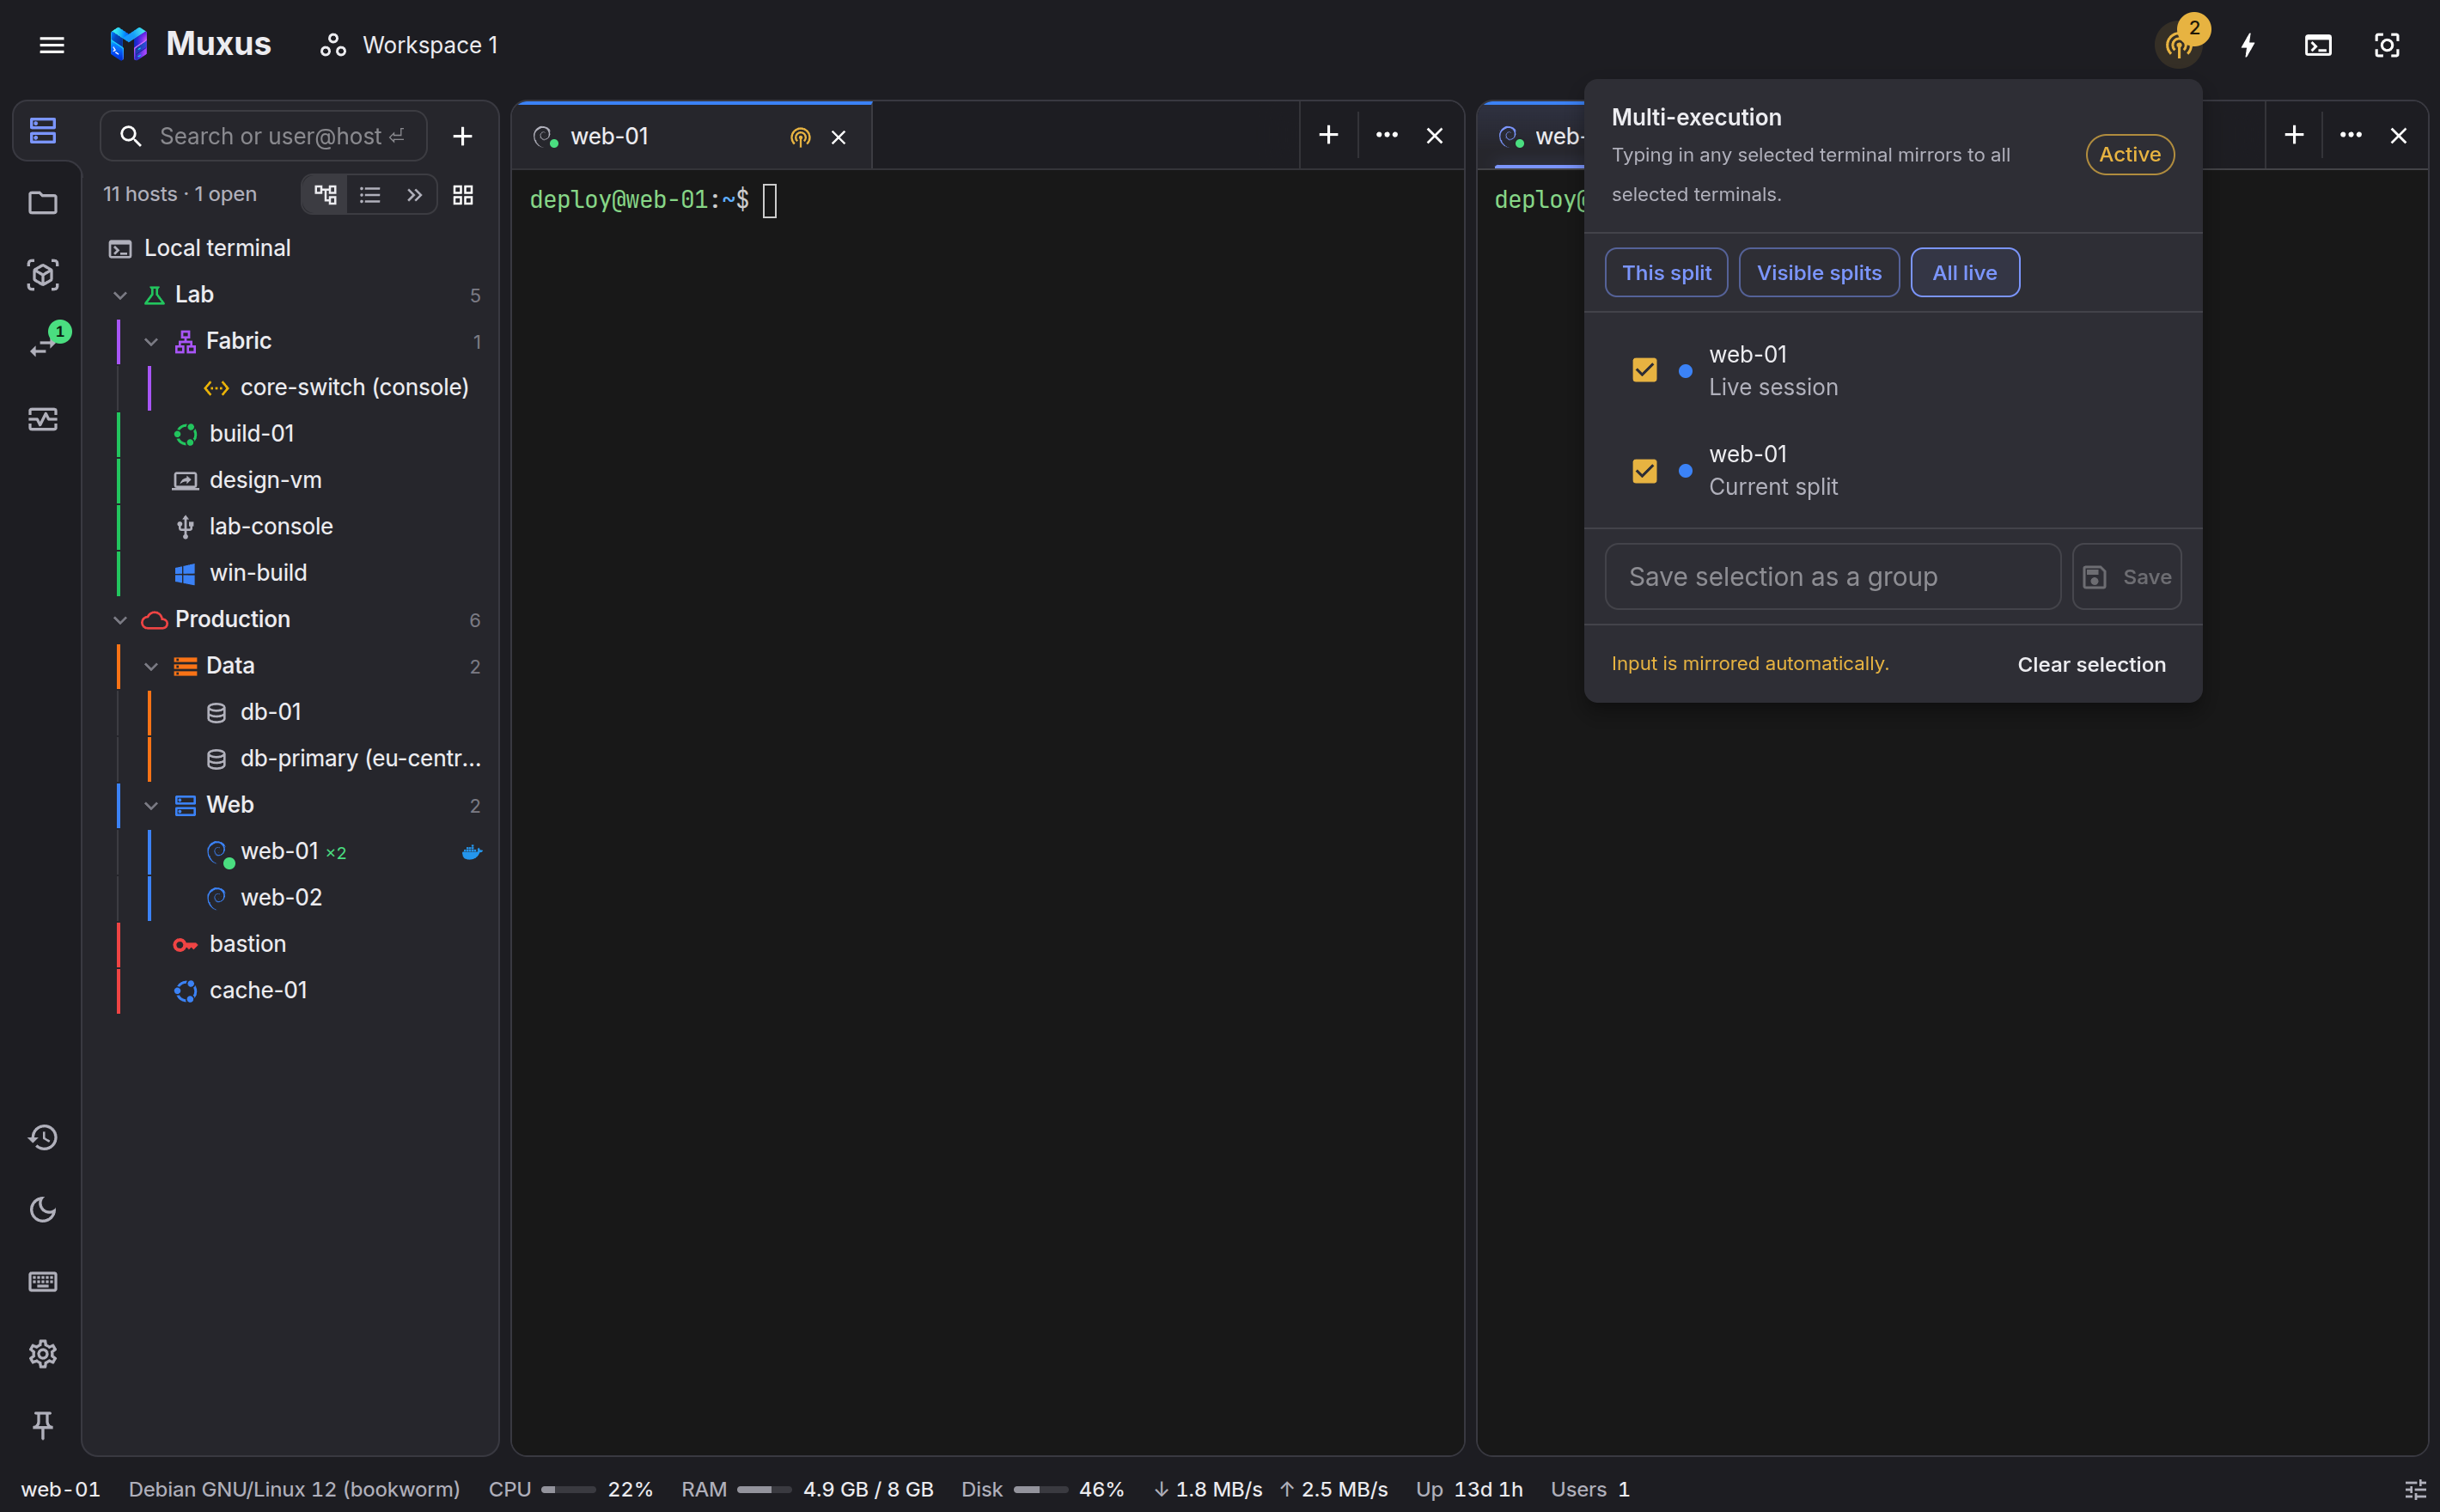 Muxus
Workspace 1
2
Search or user@host
11 hosts · 1 open
Local terminal
Lab 5
Fabric 1
core-switch (console)
1
build-01
design-vm
lab-console
win-build
Production 6
Data 2
db-01
db-primary (eu-centr...
Web 2
web-01 ×2
web-02
bastion
cache-01
web-01
deploy@web-01:~$
web-
deploy@
Multi-execution
Typing in any selected terminal mirrors to all
selected terminals.
Active
This split
Visible splits
All live
web-01
Live session
web-01
Current split
Save selection as a group
Save
Input is mirrored automatically.
Clear selection
web-01 Debian GNU/Linux 12 (bookworm) CPU 22% RAM 4.9 GB / 8 GB Disk 46% ↓ 1.8 MB/s ↑ 2.5 MB/s Up 13d 1h Users 1